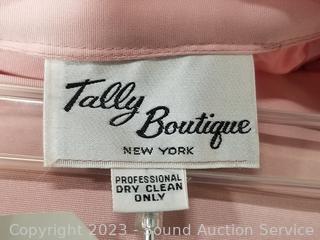 Tally
Boutique
NEW YORK
PROFESSIONAL
DRY CLEAN
ONLY
Copyright 2023 - Sound Auction Service